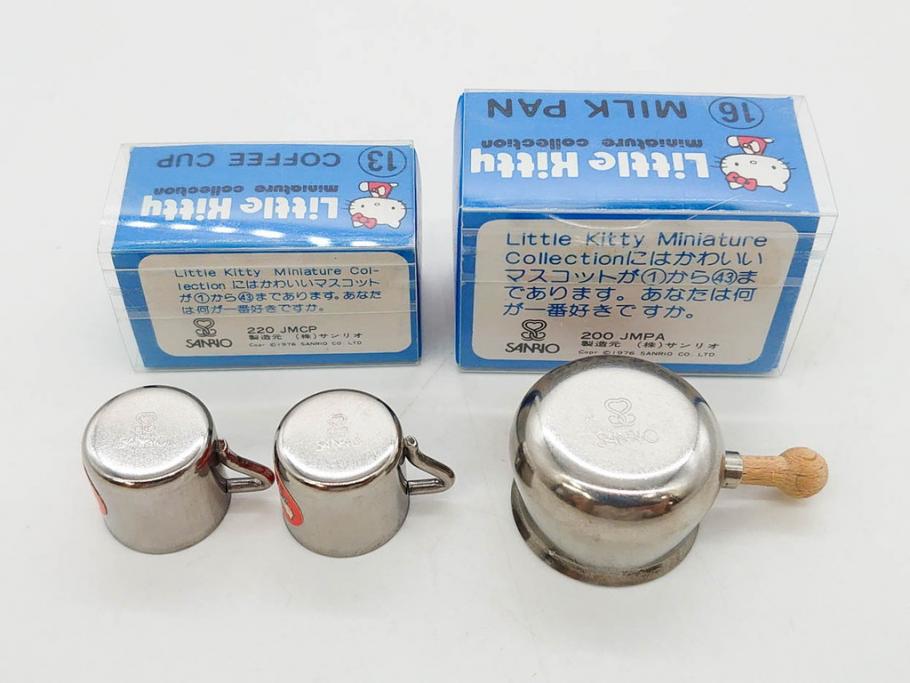 13 COFFEE CUP
miniature collection
Little Kitty
Little Kitty Miniature Col-
lection にはかわいいマスコット
が①から㊸まであります。あなた
は何が一番好きですか。
SANRIO
220 JMCP
製造元 (株)サンリオ
Copr ©1976 SANRIO CO. LTD
16 MILK PAN
miniature collection
Little Kitty
Little Kitty Miniature
Collectionにはかわいい
マスコットが①から㊸ま
であります。あなたは何
が一番好きですか。
SANRIO
200 JMPA
製造元 (株)サンリオ
Copr ©1976 SANRIO CO. LTD
SANRIO
SANRIO
SANRIO